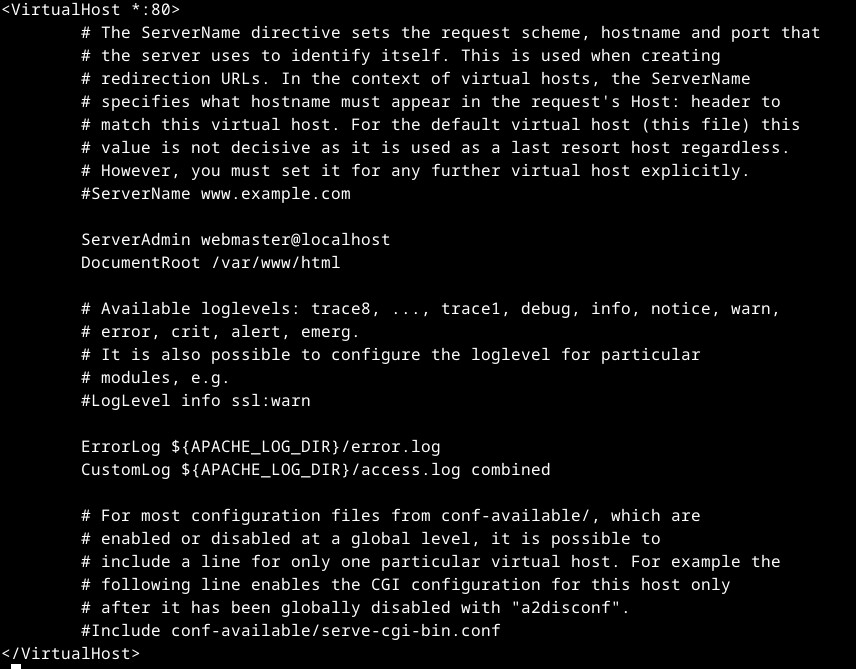 <VirtualHost *:80>
# The ServerName directive sets the request scheme, hostname and port that
# the server uses to identify itself. This is used when creating
# redirection URLs. In the context of virtual hosts, the ServerName
# specifies what hostname must appear in the request's Host: header to
# match this virtual host. For the default virtual host (this file) this
# value is not decisive as it is used as a last resort host regardless.
# However, you must set it for any further virtual host explicitly.
#ServerName www.example.com
ServerAdmin webmaster@localhost
DocumentRoot /var/www/html
# Available loglevels: trace8, ..., trace1, debug, info, notice, warn,
# error, crit, alert, emerg.
# It is also possible to configure the loglevel for particular
# modules, e.g.
#LogLevel info ssl:warn
ErrorLog ${APACHE_LOG_DIR}/error.log
CustomLog ${APACHE_LOG_DIR}/access.log combined
# For most configuration files from conf-available/, which are
# enabled or disabled at a global level, it is possible to
# include a line for only one particular virtual host. For example the
# following line enables the CGI configuration for this host only
# after it has been globally disabled with "a2disconf".
#Include conf-available/serve-cgi-bin.conf
</VirtualHost>